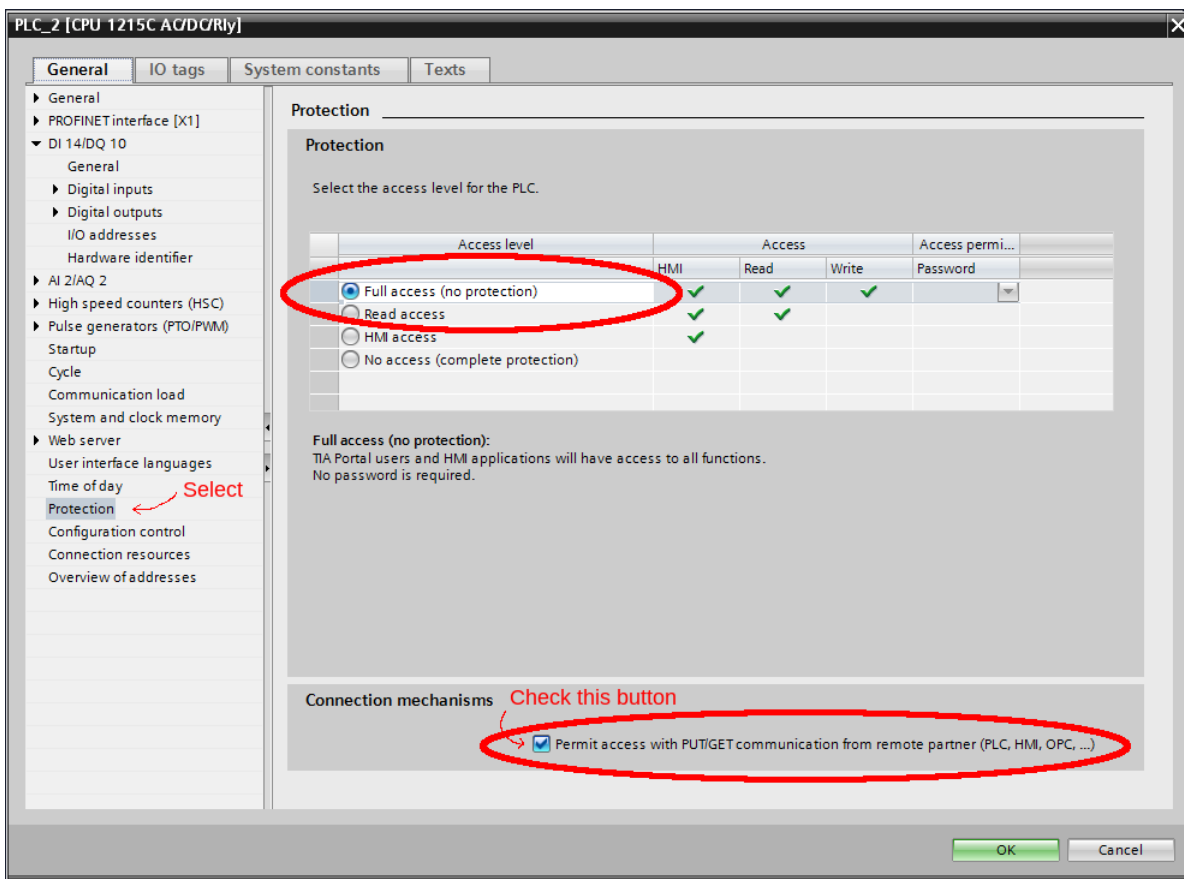 PLC_2 [CPU 1215C AC/DC/Rly]
General IO tags System constants Texts
General
PROFINET interface [X1]
DI 14/DQ 10
General
Digital inputs
Digital outputs
I/O addresses
Hardware identifier
AI 2/AQ 2
High speed counters (HSC)
Pulse generators (PTO/PWM)
Startup
Cycle
Communication load
System and clock memory
Web server
User interface languages
Time of day
Select
Protection
Configuration control
Connection resources
Overview of addresses
Protection
Protection
Select the access level for the PLC.
Access level Access Access permi...
HMI Read Write Password
Full access (no protection)
Read access
HMI access
No access (complete protection)
Full access (no protection):
TIA Portal users and HMI applications will have access to all functions.
No password is required.
Connection mechanisms
Check this button
Permit access with PUT/GET communication from remote partner (PLC, HMI, OPC, ...)
OK Cancel